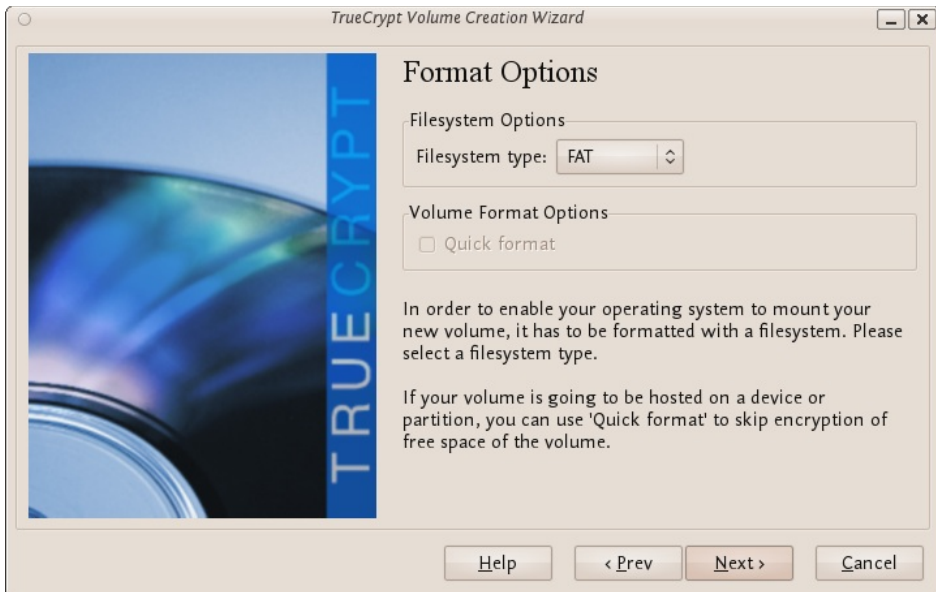 TrueCrypt Volume Creation Wizard
TRUECRYPT
Format Options
Filesystem Options
Filesystem type: FAT
Volume Format Options
Quick format
In order to enable your operating system to mount your
new volume, it has to be formatted with a filesystem. Please
select a filesystem type.
If your volume is going to be hosted on a device or
partition, you can use 'Quick format' to skip encryption of
free space of the volume.
Help
< Prev
Next >
Cancel